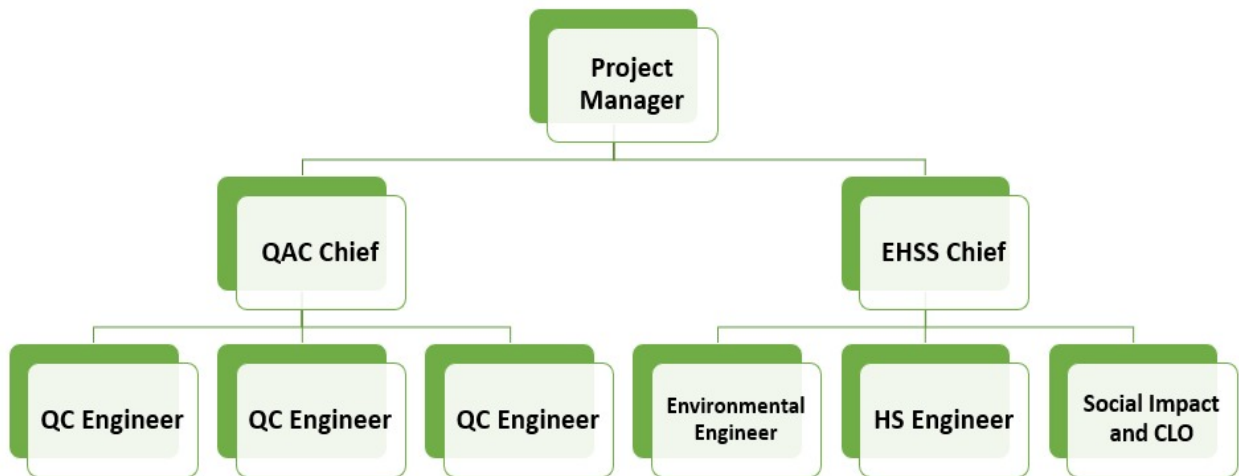 Project
Manager
QAC Chief
EHSS Chief
QC Engineer
QC Engineer
QC Engineer
Environmental
Engineer
HS Engineer
Social Impact
and CLO